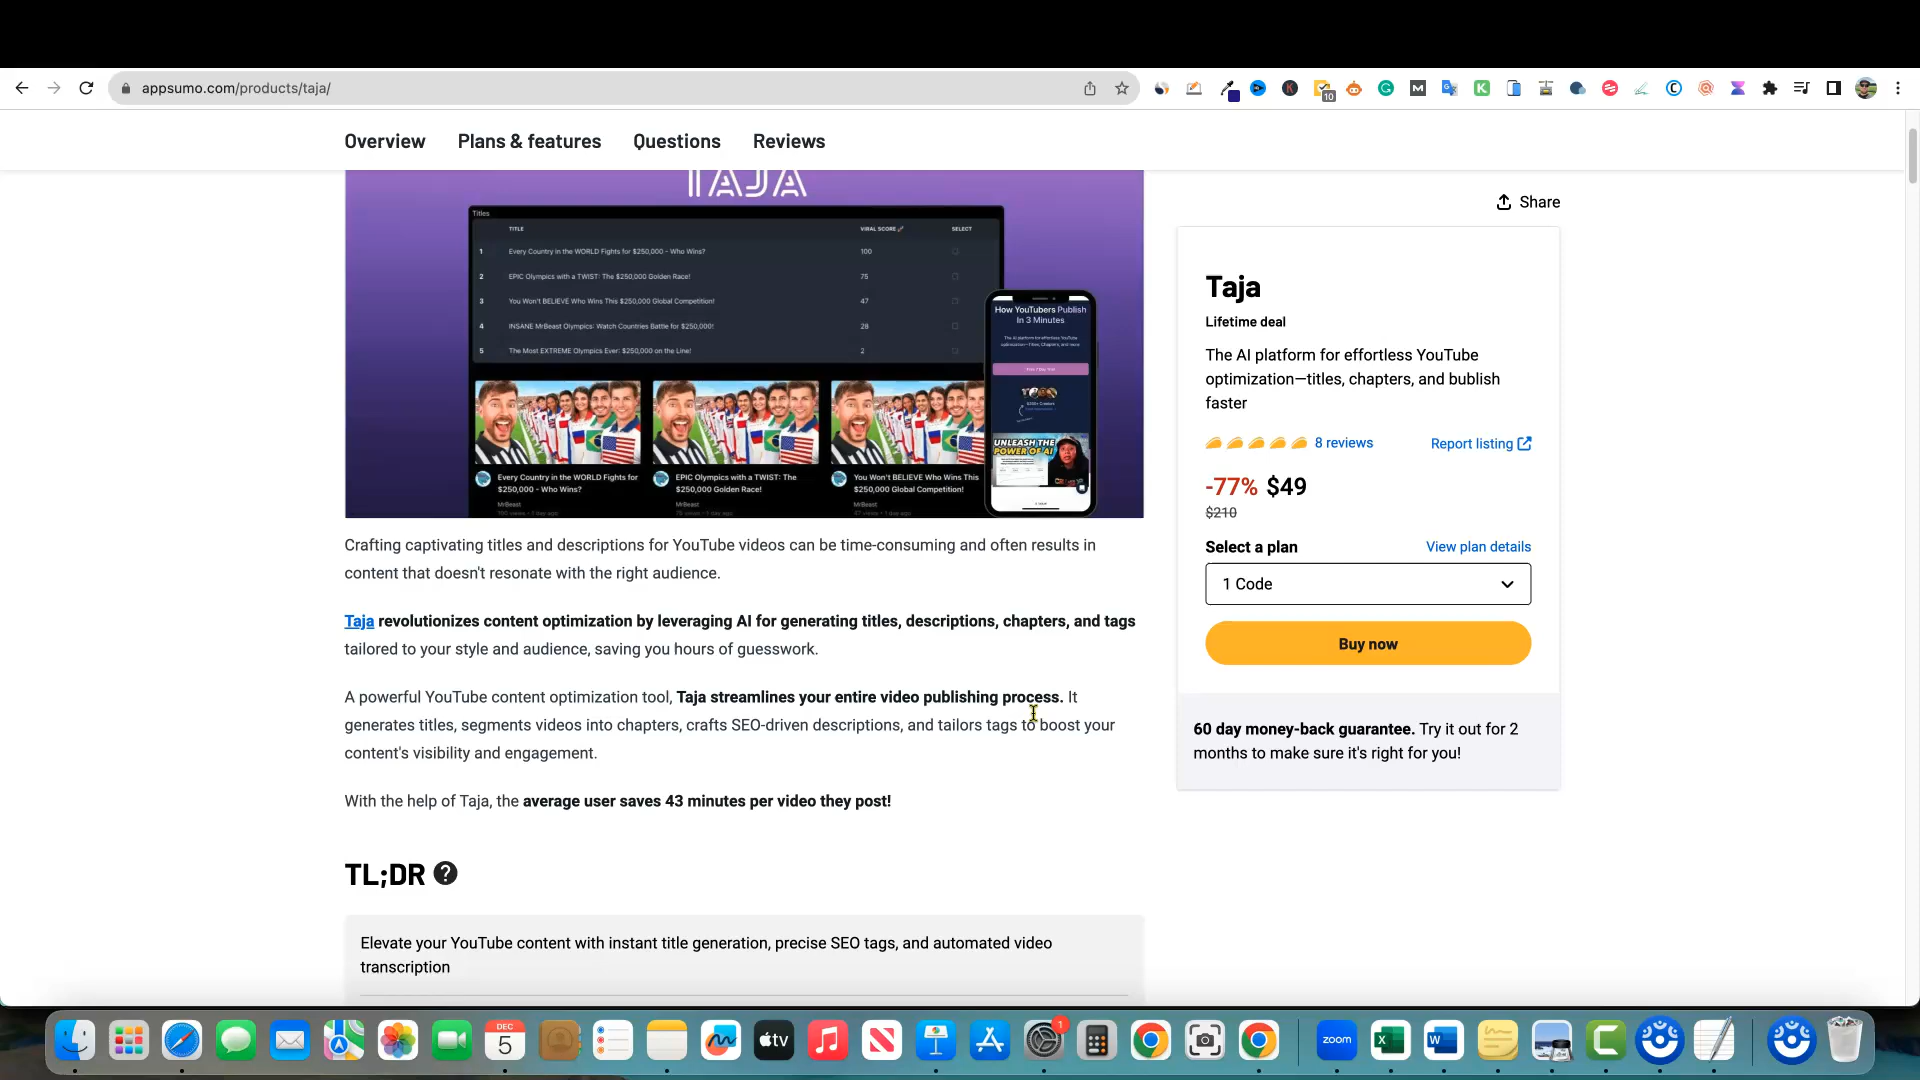 appsumo.com/products/taja/
10
Overview
Plans & features
Questions
Reviews
TAJA
Titles
TITLE
VIRAL SCORE
SELECT
1 Every Country in the WORLD Fights for $250,000 - Who Wins? 100
2 EPIC Olympics with a TWIST: The $250,000 Golden Race! 75
3 You Won't BELIEVE Who Wins This $250,000 Global Competition! 47
4 INSANE MrBeast Olympics: Watch Countries Battle for $250,000! 28
5 The Most EXTREME Olympics Ever: $250,000 on the Line! 2
Every Country in the WORLD Fights for
$250,000 - Who Wins?
MrBeast
EPIC Olympics with a TWIST: The
$250,000 Golden Race!
MrBeast
You Won't BELIEVE Who Wins This
$250,000 Global Competition!
MrBeast
How YouTubers Publish
In 3 Minutes
UNLEASH THE
POWER OF AI
Crafting captivating titles and descriptions for YouTube videos can be time-consuming and often results in
content that doesn't resonate with the right audience.
Taja revolutionizes content optimization by leveraging AI for generating titles, descriptions, chapters, and tags
tailored to your style and audience, saving you hours of guesswork.
A powerful YouTube content optimization tool, Taja streamlines your entire video publishing process. It
generates titles, segments videos into chapters, crafts SEO-driven descriptions, and tailors tags to boost your
content's visibility and engagement.
With the help of Taja, the average user saves 43 minutes per video they post!
TL;DR
Elevate your YouTube content with instant title generation, precise SEO tags, and automated video
transcription
Share
Taja
Lifetime deal
The AI platform for effortless YouTube
optimization—titles, chapters, and bublish
faster
8 reviews
Report listing
-77% $49
$210
Select a plan
View plan details
1 Code
Buy now
60 day money-back guarantee. Try it out for 2
months to make sure it's right for you!
DEC
5
tv
1
zoom
X
W